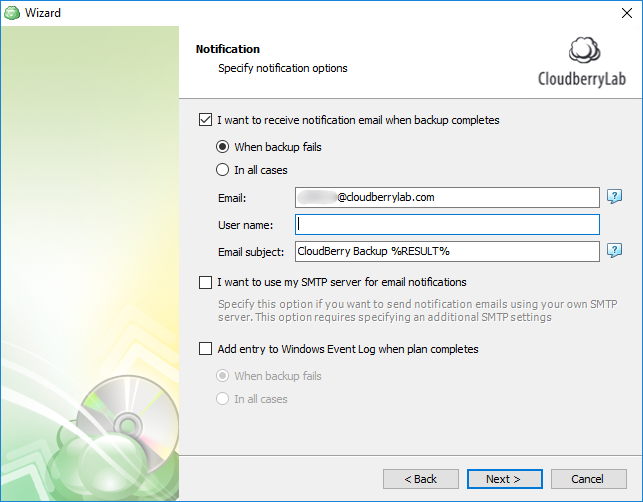 Wizard
Notification
Specify notification options
CloudberryLab
I want to receive notification email when backup completes
When backup fails
In all cases
Email: @cloudberrylab.com
User name:
Email subject: CloudBerry Backup %RESULT%
I want to use my SMTP server for email notifications
Specify this option if you want to send notification emails using your own SMTP
server. This option requires specifying an additional SMTP settings
Add entry to Windows Event Log when plan completes
When backup fails
In all cases
< Back Next > Cancel